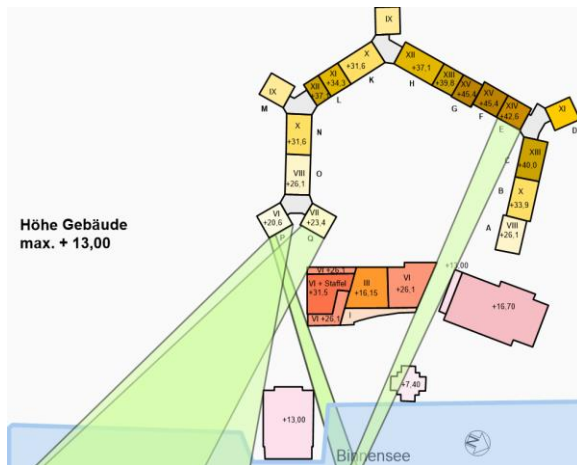 IX
X
+31,6
K
XII
+37,1
H
XI
+34,3
L
XII
+37,1
IX
M
XIII
+39,8
G
XV
+45,4
F
XV
+45,4
XIV
+42,6
E
XI
D
X
+31,6
N
XIII
+40,0
C
VIII
+26,1
O
B
X
+33,9
A
VIII
+26,1
VI
+20,6
P
VII
+23,4
Q
Höhe Gebäude
max. + 13,00
VII +26,1
VI + Staffel
+31,5
III
+16,15
VI
+26,1
VI +26,1
I
+13,00
+16,70
+7,40
+13,00
Binnensee
N